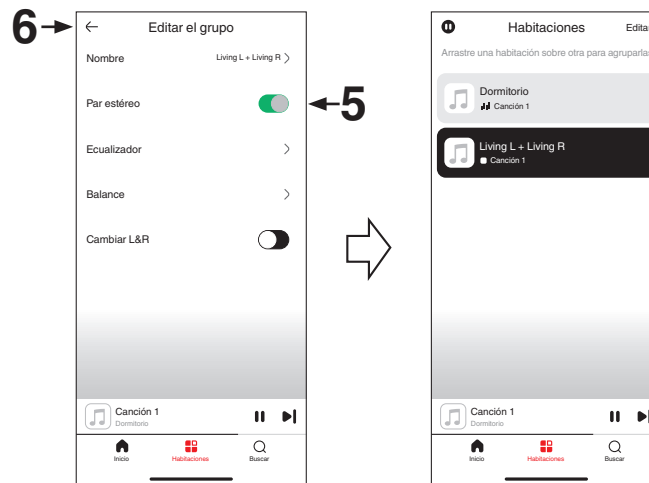 6
Editar el grupo
Nombre
Living L + Living R
Par estéreo
5
Ecualizador
Balance
Cambiar L&R
Canción 1
Dormitorio
Inicio
Habitaciones
Buscar
Habitaciones
Editar
Arrastre una habitación sobre otra para agruparlas
Dormitorio
Canción 1
Living L + Living R
Canción 1
Canción 1
Dormitorio
Inicio
Habitaciones
Buscar